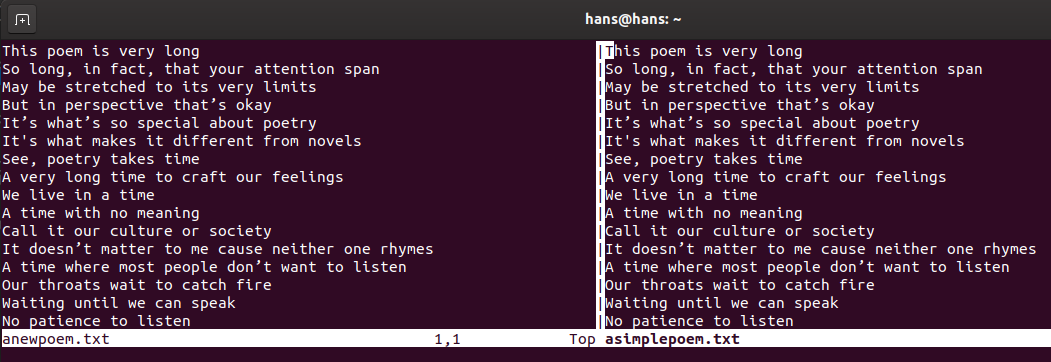 hans@hans: ~
This poem is very long
So long, in fact, that your attention span
May be stretched to its very limits
But in perspective that’s okay
It’s what’s so special about poetry
It's what makes it different from novels
See, poetry takes time
A very long time to craft our feelings
We live in a time
A time with no meaning
Call it our culture or society
It doesn’t matter to me cause neither one rhymes
A time where most people don’t want to listen
Our throats wait to catch fire
Waiting until we can speak
No patience to listen
anewpoem.txt 1,1 Top
This poem is very long
So long, in fact, that your attention span
May be stretched to its very limits
But in perspective that’s okay
It’s what’s so special about poetry
It's what makes it different from novels
See, poetry takes time
A very long time to craft our feelings
We live in a time
A time with no meaning
Call it our culture or society
It doesn’t matter to me cause neither one rhymes
A time where most people don’t want to listen
Our throats wait to catch fire
Waiting until we can speak
No patience to listen
asimplepoem.txt